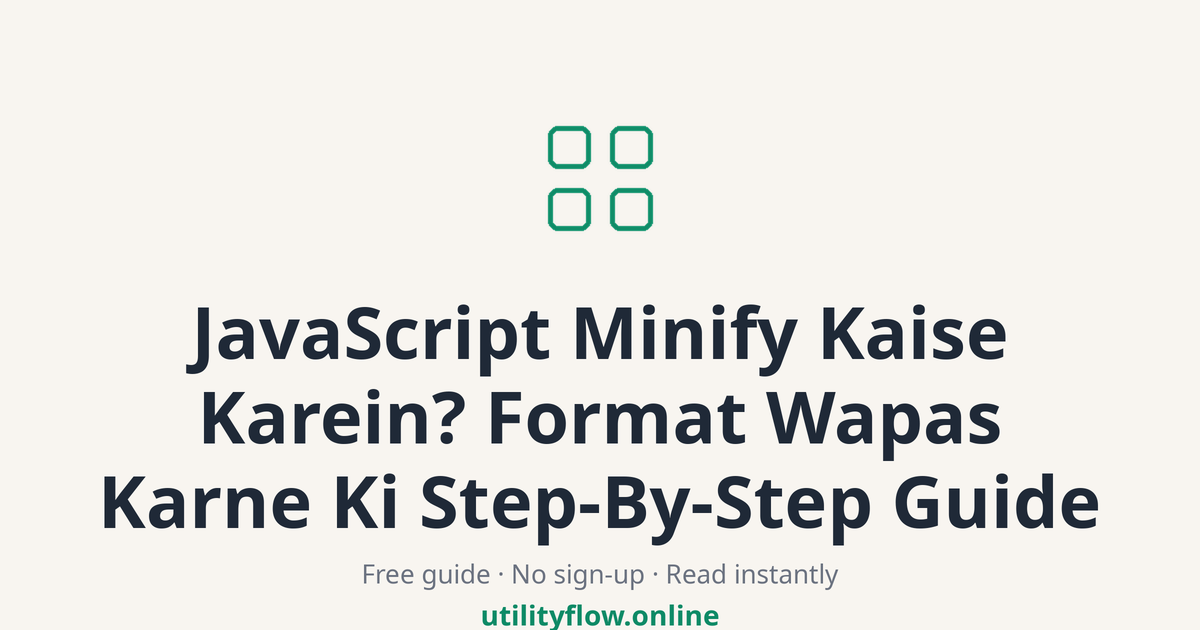 JavaScript Minify Kaise
Karein? Format Wapas
Karne Ki Step-By-Step Guide
Free guide · No sign-up · Read instantly
utilityflow.online